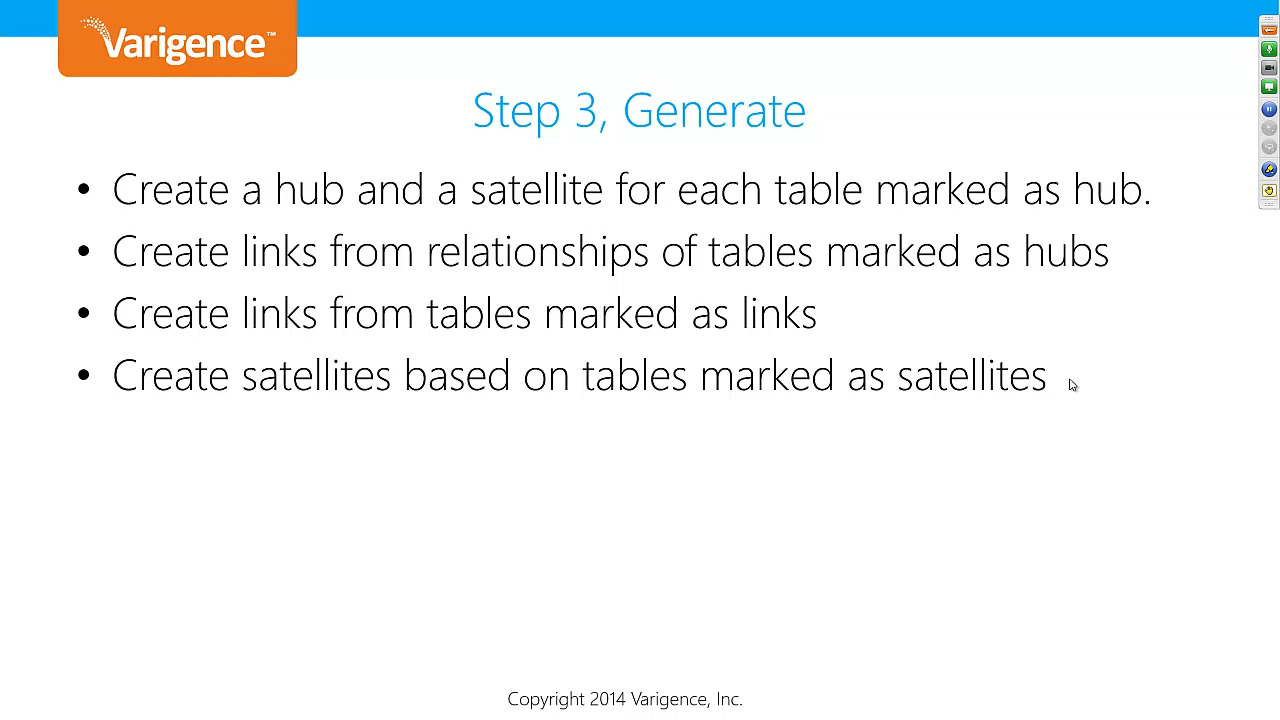 Varigence™
Step 3, Generate
• Create a hub and a satellite for each table marked as hub.
• Create links from relationships of tables marked as hubs
• Create links from tables marked as links
• Create satellites based on tables marked as satellites
Copyright 2014 Varigence, Inc.